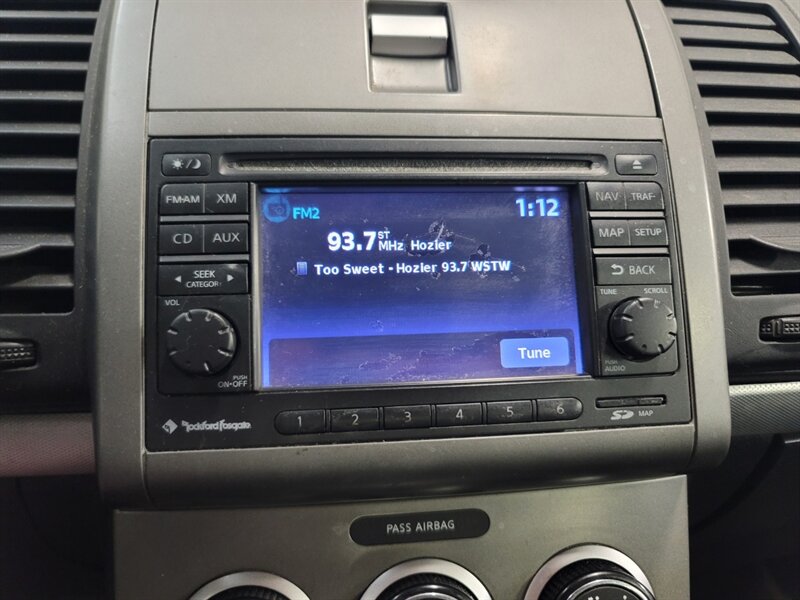 FM·AM XM
CD AUX
SEEK
CATEGORY
VOL
PUSH
ON·OFF
FM2
1:12
93.7 ST MHz Hozier
Too Sweet - Hozier 93.7 WSTW
Tune
NAV TRAF
MAP SETUP
BACK
TUNE SCROLL
PUSH
AUDIO
Rockford Fosgate
1 2 3 4 5 6
SD MAP
PASS AIRBAG